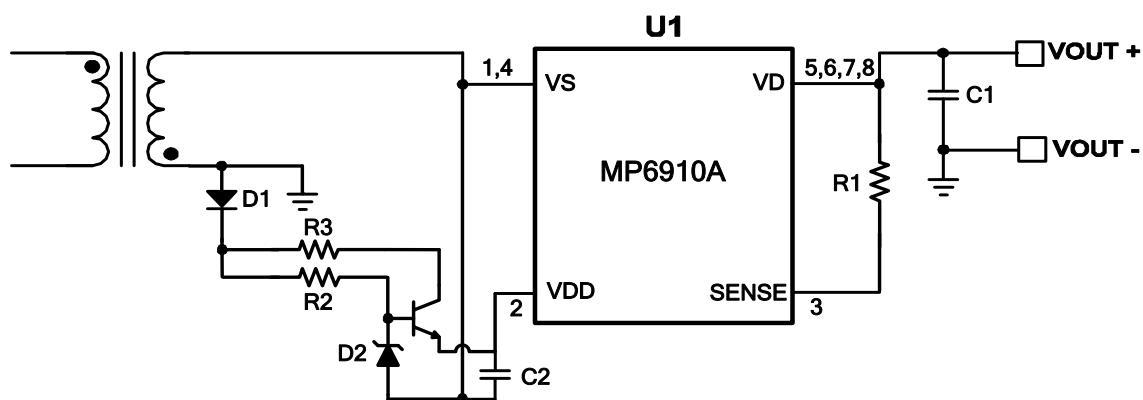 U1
VOUT +
1,4
VS
5,6,7,8
VD
C1
VOUT -
MP6910A
R1
D1
R3
R2
VDD
2
SENSE
3
D2
C2